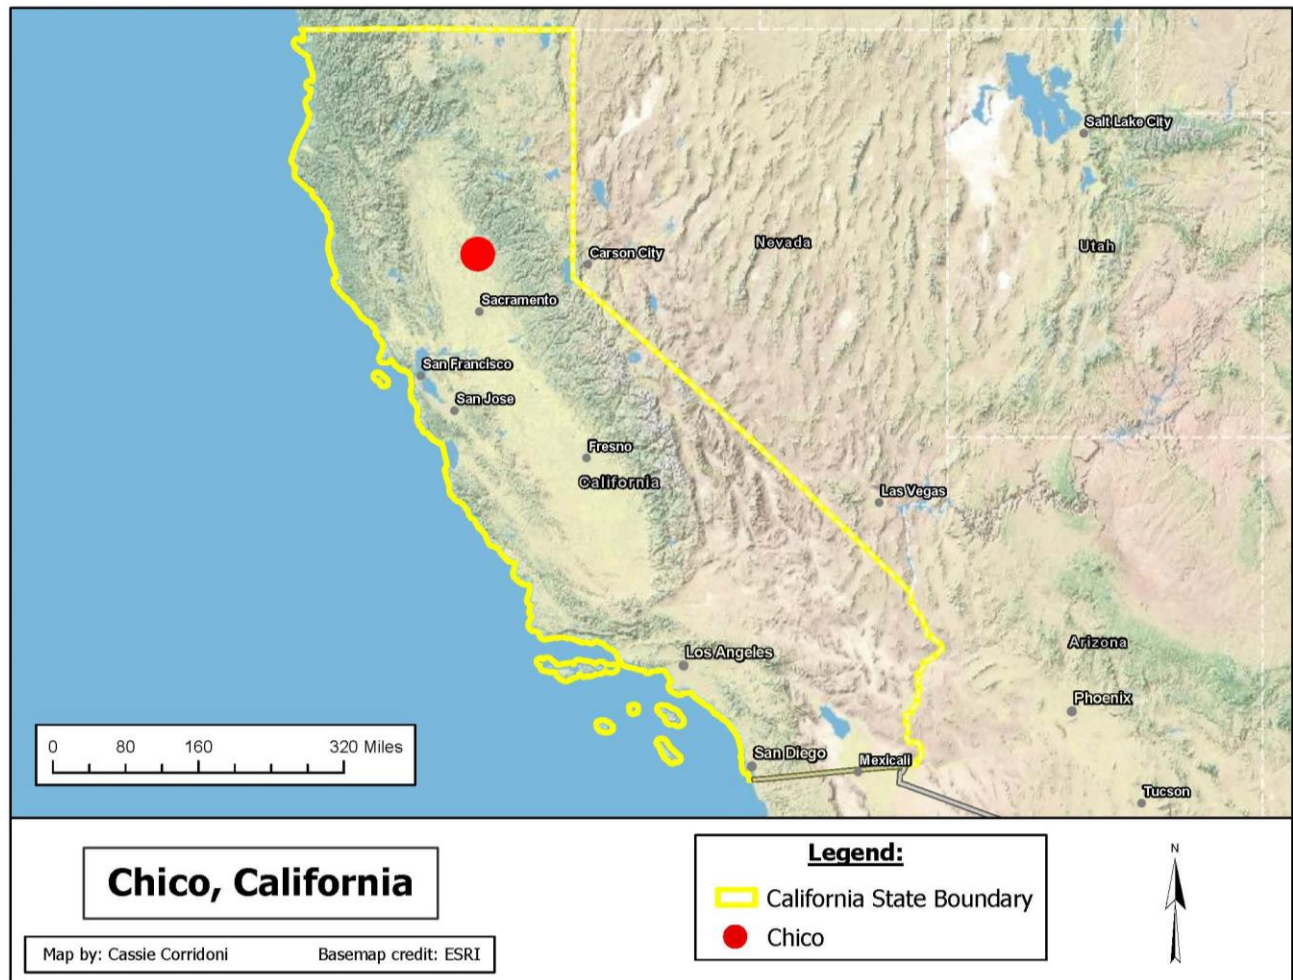 Salt Lake City
Nevada
Utah
Carson City
Sacramento
San Francisco
San Jose
Fresno
California
Las Vegas
Arizona
Los Angeles
Phoenix
San Diego
Mexicali
Tucson
0 80 160 320 Miles
Chico, California
Map by: Cassie Corridoni Basemap credit: ESRI
Legend:
California State Boundary
Chico
N